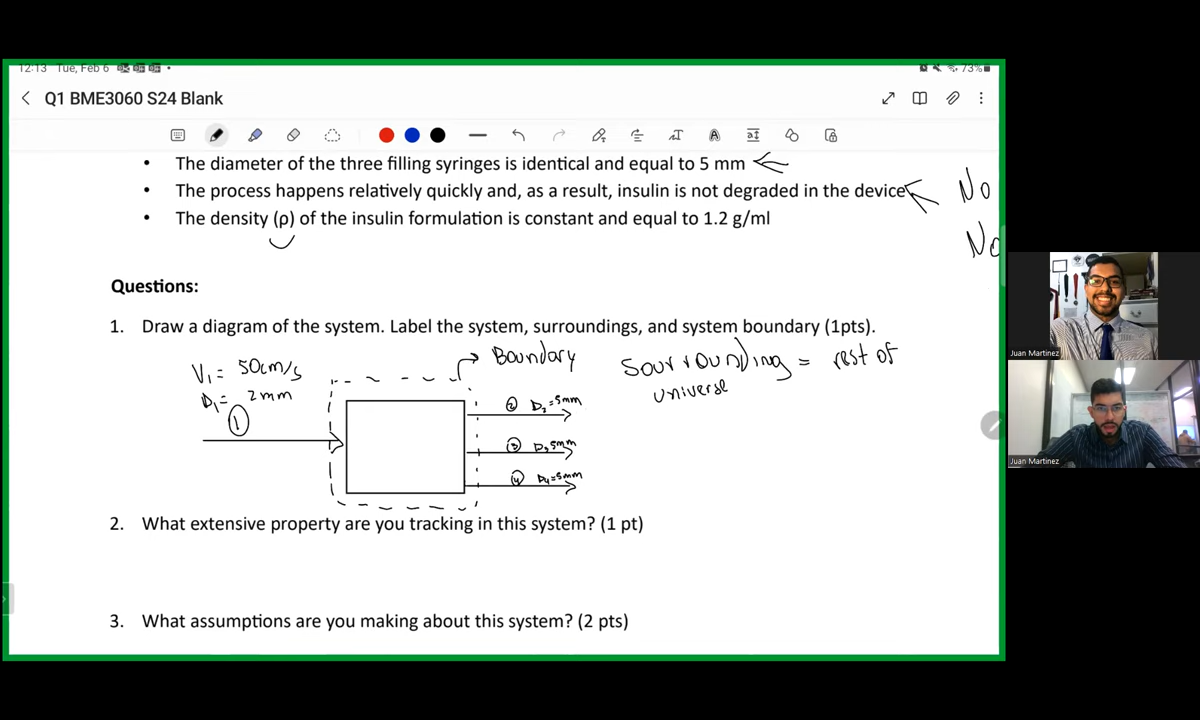 12:13 Tue, Feb 6
73%
Q1 BME3060 S24 Blank
• The diameter of the three filling syringes is identical and equal to 5 mm
• The process happens relatively quickly and, as a result, insulin is not degraded in the device
No
• The density (ρ) of the insulin formulation is constant and equal to 1.2 g/ml
No
Questions:
1. Draw a diagram of the system. Label the system, surroundings, and system boundary (1pts).
V₁ = 50cm/s
D₁ = 2mm
①
Boundary
Sourrounding = rest of
universe
② D₂=5mm
③ D₃ 5mm
④ D₄=5mm
2. What extensive property are you tracking in this system? (1 pt)
3. What assumptions are you making about this system? (2 pts)
Juan Martinez
Juan Martinez